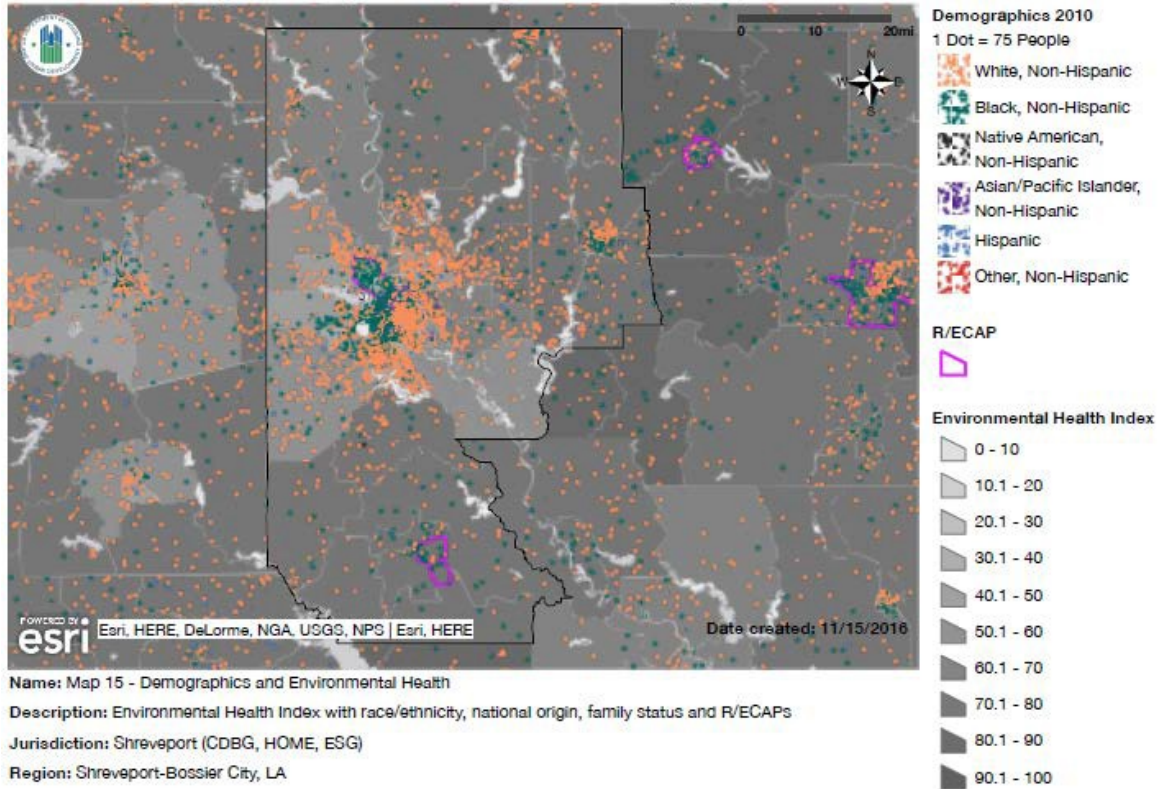 0 10 20mi
N
W E
S
Demographics 2010
1 Dot = 75 People
White, Non-Hispanic
Black, Non-Hispanic
Native American,
Non-Hispanic
Asian/Pacific Islander,
Non-Hispanic
Hispanic
Other, Non-Hispanic
R/ECAP
Environmental Health Index
0 - 10
10.1 - 20
20.1 - 30
30.1 - 40
40.1 - 50
50.1 - 60
60.1 - 70
70.1 - 80
80.1 - 90
90.1 - 100
POWERED BY
esri
Esri, HERE, DeLorme, NGA, USGS, NPS | Esri, HERE
Date created: 11/15/2016
Name: Map 15 - Demographics and Environmental Health
Description: Environmental Health Index with race/ethnicity, national origin, family status and R/ECAPs
Jurisdiction: Shreveport (CDBG, HOME, ESG)
Region: Shreveport-Bossier City, LA